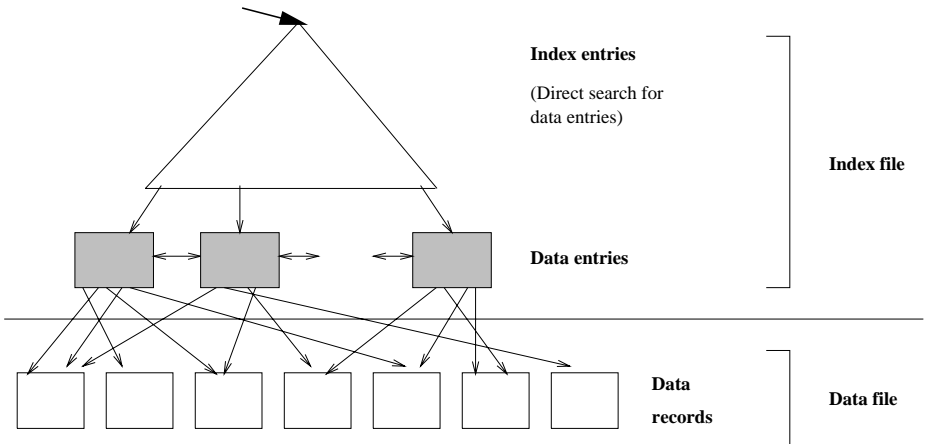 Index entries
(Direct search for
data entries)
Index file
Data entries
Data
records
Data file